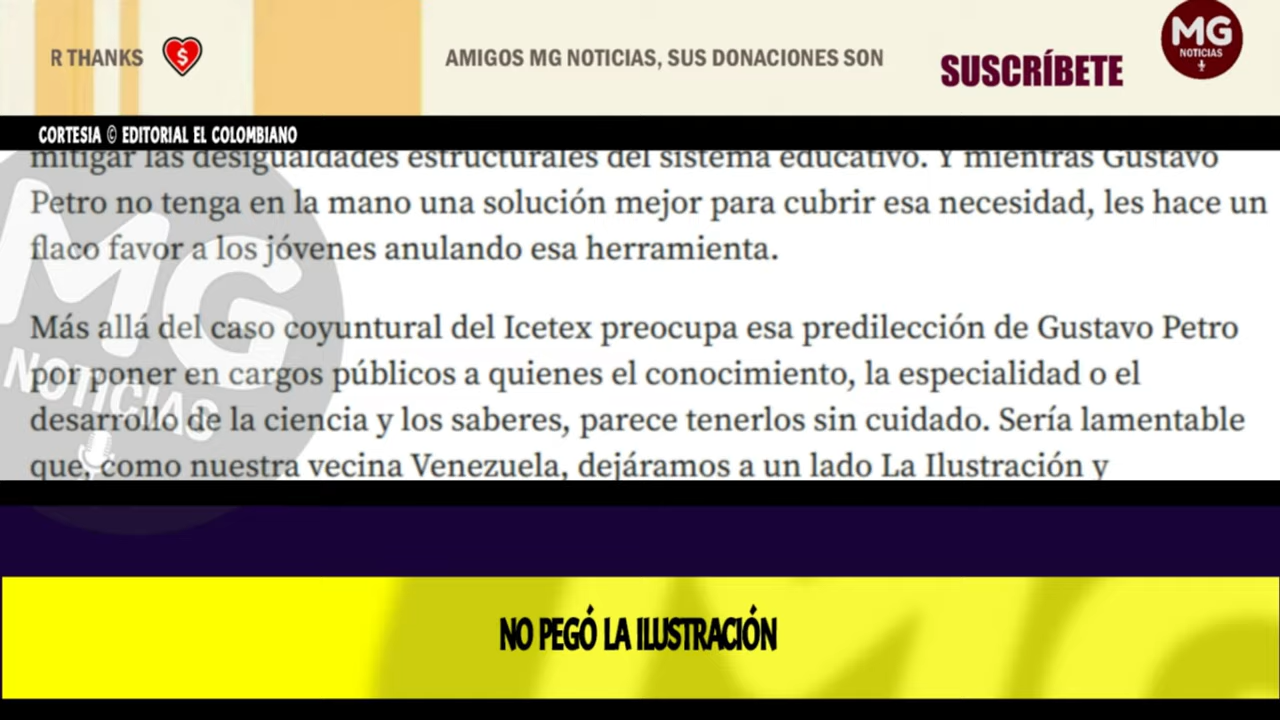 R THANKS
AMIGOS MG NOTICIAS, SUS DONACIONES SON
SUSCRÍBETE
MG
NOTICIAS
CORTESIA © EDITORIAL EL COLOMBIANO
mitigar las desigualdades estructurales del sistema educativo. Y mientras Gustavo
Petro no tenga en la mano una solución mejor para cubrir esa necesidad, les hace un
flaco favor a los jóvenes anulando esa herramienta.
Más allá del caso coyuntural del Icetex preocupa esa predilección de Gustavo Petro
por poner en cargos públicos a quienes el conocimiento, la especialidad o el
desarrollo de la ciencia y los saberes, parece tenerlos sin cuidado. Sería lamentable
que, como nuestra vecina Venezuela, dejáramos a un lado La Ilustración y
MG
NOTICIAS
NO PEGÓ LA ILUSTRACIÓN